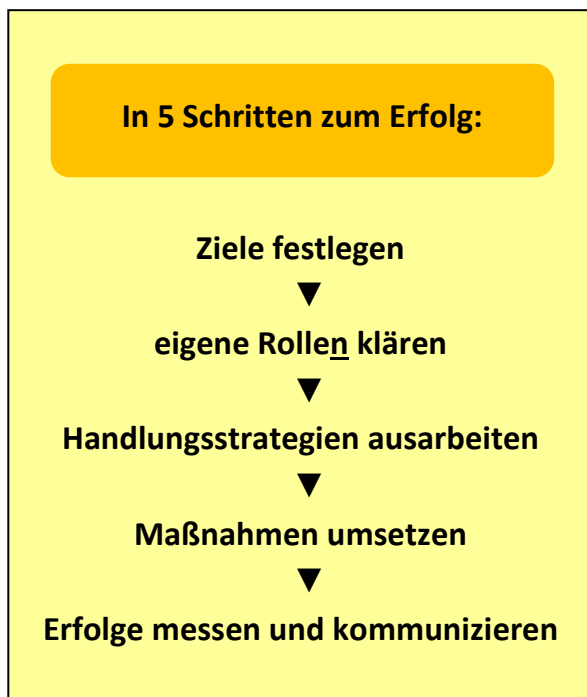 In 5 Schritten zum Erfolg:
Ziele festlegen
▼
eigene Rollen klären
▼
Handlungsstrategien ausarbeiten
▼
Maßnahmen umsetzen
▼
Erfolge messen und kommunizieren